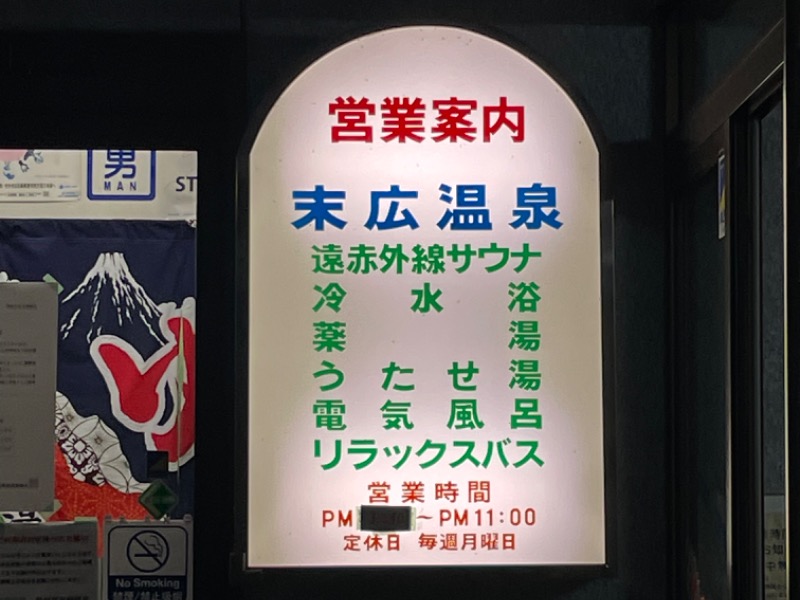 男
MAN
ST
営業案内
末広温泉
遠赤外線サウナ
冷水浴
薬湯
うたせ湯
電気風呂
リラックスバス
営業時間
PM ～PM11:00
定休日 毎週月曜日
No Smoking